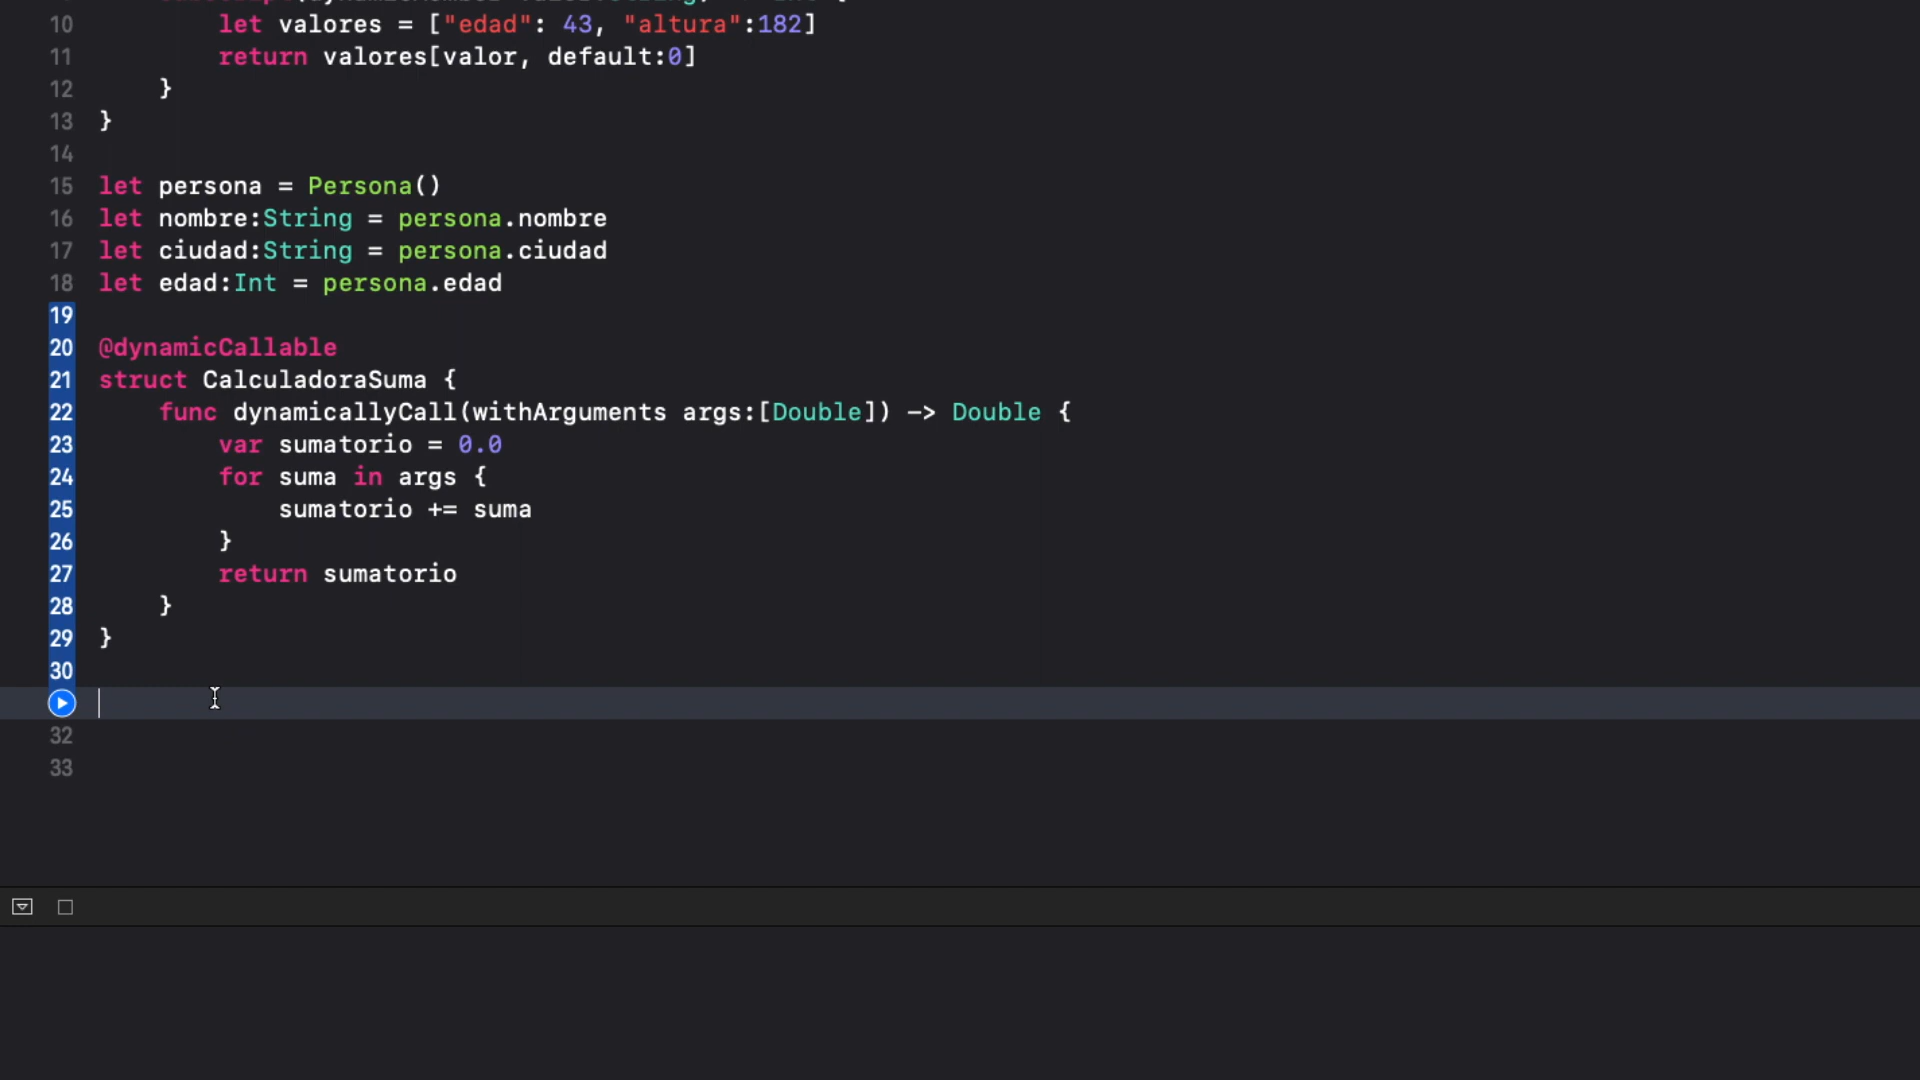 10 let valores = ["edad": 43, "altura":182]
11 return valores[valor, default:0]
12 }
13 }
14
15 let persona = Persona()
16 let nombre:String = persona.nombre
17 let ciudad:String = persona.ciudad
18 let edad:Int = persona.edad
19
20 @dynamicCallable
21 struct CalculadoraSuma {
22 func dynamicallyCall(withArguments args:[Double]) -> Double {
23 var sumatorio = 0.0
24 for suma in args {
25 sumatorio += suma
26 }
27 return sumatorio
28 }
29 }
30
32
33